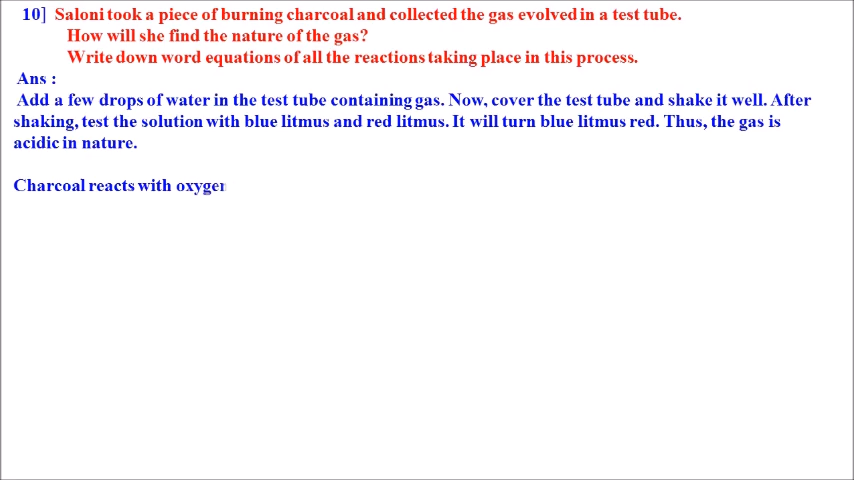 10] Saloni took a piece of burning charcoal and collected the gas evolved in a test tube.
How will she find the nature of the gas?
Write down word equations of all the reactions taking place in this process.
Ans :
Add a few drops of water in the test tube containing gas. Now, cover the test tube and shake it well. After
shaking, test the solution with blue litmus and red litmus. It will turn blue litmus red. Thus, the gas is
acidic in nature.
Charcoal reacts with oxygen